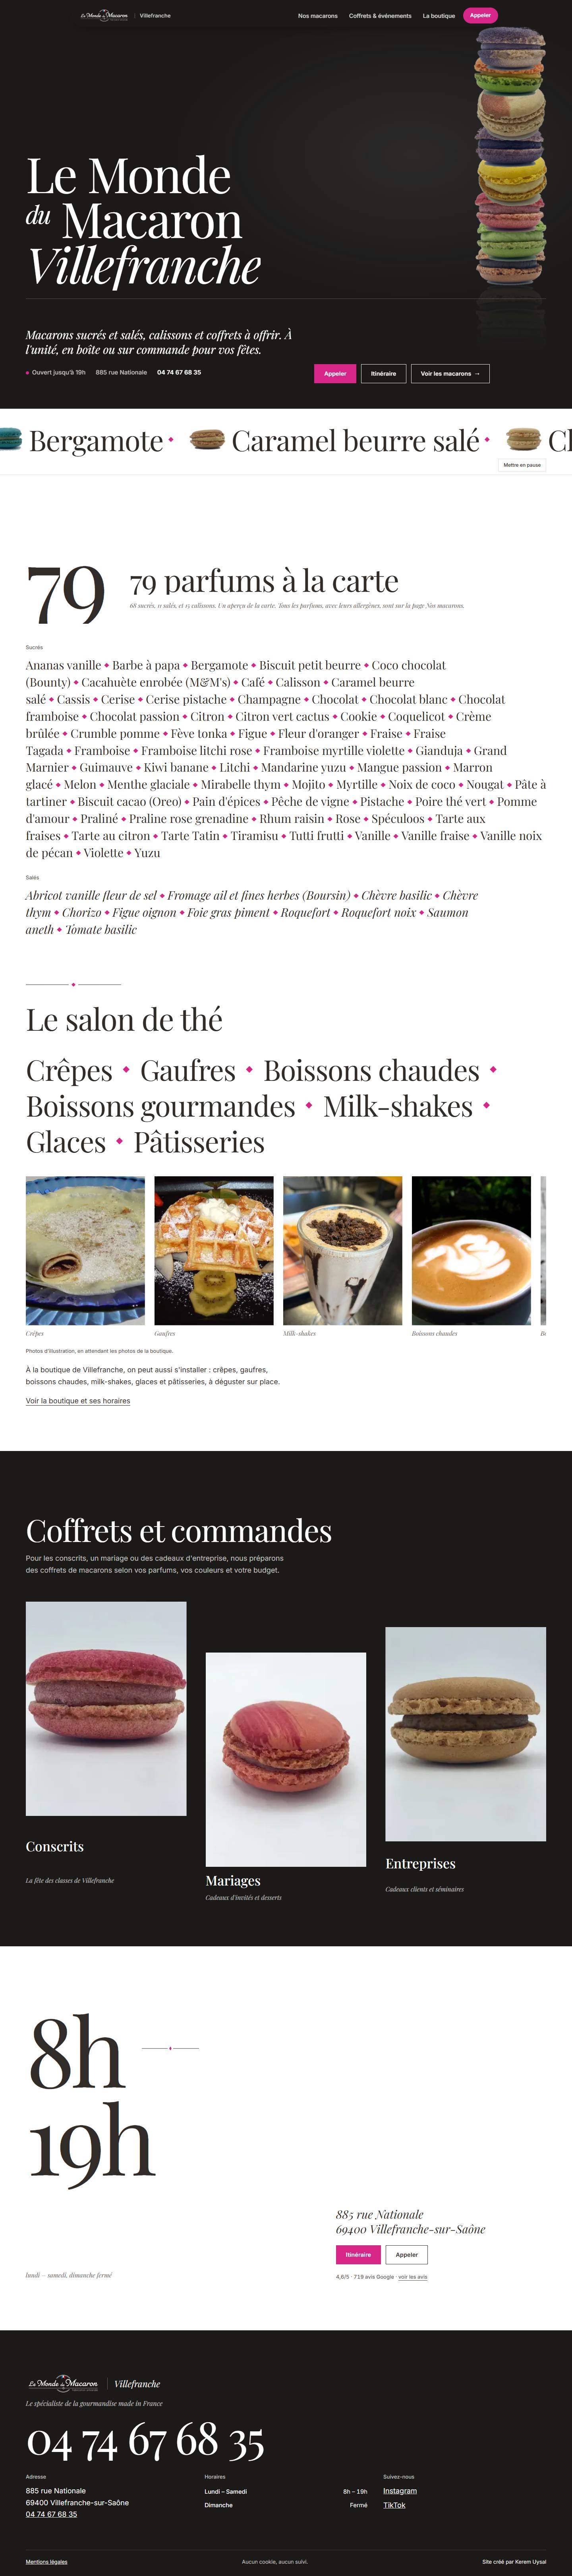 Le Monde du Macaron
Villefranche
Nos macarons
Coffrets & événements
La boutique
Appeler
Le Monde
du Macaron
Villefranche
Macarons sucrés et salés, calissons et coffrets à offrir. À
l'unité, en boîte ou sur commande pour vos fêtes.
Ouvert jusqu'à 19h
885 rue Nationale
04 74 67 68 35
Appeler
Itinéraire
Voir les macarons →
Bergamote
Caramel beurre salé
Mettre en pause
79
79 parfums à la carte
68 sucrés, 11 salés, et 15 calissons. Un aperçu de la carte. Tous les parfums, avec leurs allergènes, sont sur la page Nos macarons.
Sucrés
Ananas vanille ◆ Barbe à papa ◆ Bergamote ◆ Biscuit petit beurre ◆ Coco chocolat
(Bounty) ◆ Cacahuète enrobée (M&M's) ◆ Café ◆ Calisson ◆ Caramel beurre
salé ◆ Cassis ◆ Cerise ◆ Cerise pistache ◆ Champagne ◆ Chocolat ◆ Chocolat blanc ◆ Chocolat
framboise ◆ Chocolat passion ◆ Citron ◆ Citron vert cactus ◆ Cookie ◆ Coquelicot ◆ Crème
brûlée ◆ Crumble pomme ◆ Fève tonka ◆ Figue ◆ Fleur d'oranger ◆ Fraise ◆ Fraise
Tagada ◆ Framboise ◆ Framboise litchi rose ◆ Framboise myrtille violette ◆ Gianduja ◆ Grand
Marnier ◆ Guimauve ◆ Kiwi banane ◆ Litchi ◆ Mandarine yuzu ◆ Mangue passion ◆ Marron
glacé ◆ Melon ◆ Menthe glaciale ◆ Mirabelle thym ◆ Mojito ◆ Myrtille ◆ Noix de coco ◆ Nougat ◆ Pâte à
tartiner ◆ Biscuit cacao (Oreo) ◆ Pain d'épices ◆ Pêche de vigne ◆ Pistache ◆ Poire thé vert ◆ Pomme
d'amour ◆ Praliné ◆ Praline rose grenadine ◆ Rhum raisin ◆ Rose ◆ Spéculoos ◆ Tarte aux
fraises ◆ Tarte au citron ◆ Tarte Tatin ◆ Tiramisu ◆ Tutti frutti ◆ Vanille ◆ Vanille fraise ◆ Vanille noix
de pécan ◆ Violette ◆ Yuzu
Salés
Abricot vanille fleur de sel ◆ Fromage ail et fines herbes (Boursin) ◆ Chèvre basilic ◆ Chèvre
thym ◆ Chorizo ◆ Figue oignon ◆ Foie gras piment ◆ Roquefort ◆ Roquefort noix ◆ Saumon
aneth ◆ Tomate basilic
Le salon de thé
Crêpes ◆ Gaufres ◆ Boissons chaudes ◆
Boissons gourmandes ◆ Milk-shakes ◆
Glaces ◆ Pâtisseries
Crêpes
Gaufres
Milk-shakes
Boissons chaudes
Photos d'illustration, en attendant les photos de la boutique.
À la boutique de Villefranche, on peut aussi s'installer : crêpes, gaufres,
boissons chaudes, milk-shakes, glaces et pâtisseries, à déguster sur place.
Voir la boutique et ses horaires
Coffrets et commandes
Pour les conscrits, un mariage ou des cadeaux d'entreprise, nous préparons
des coffrets de macarons selon vos parfums, vos couleurs et votre budget.
Conscrits
La fête des classes de Villefranche
Mariages
Cadeaux d'invités et desserts
Entreprises
Cadeaux clients et séminaires
8h
19h
lundi – samedi, dimanche fermé
885 rue Nationale
69400 Villefranche-sur-Saône
Itinéraire
Appeler
4,6/5 · 719 avis Google · voir les avis
Le Monde du Macaron
Villefranche
Le spécialiste de la gourmandise made in France
04 74 67 68 35
Adresse
885 rue Nationale
69400 Villefranche-sur-Saône
04 74 67 68 35
Horaires
Lundi – Samedi
8h – 19h
Dimanche
Fermé
Suivez-nous
Instagram
TikTok
Mentions légales
Aucun cookie, aucun suivi.
Site créé par Kerem Uysal